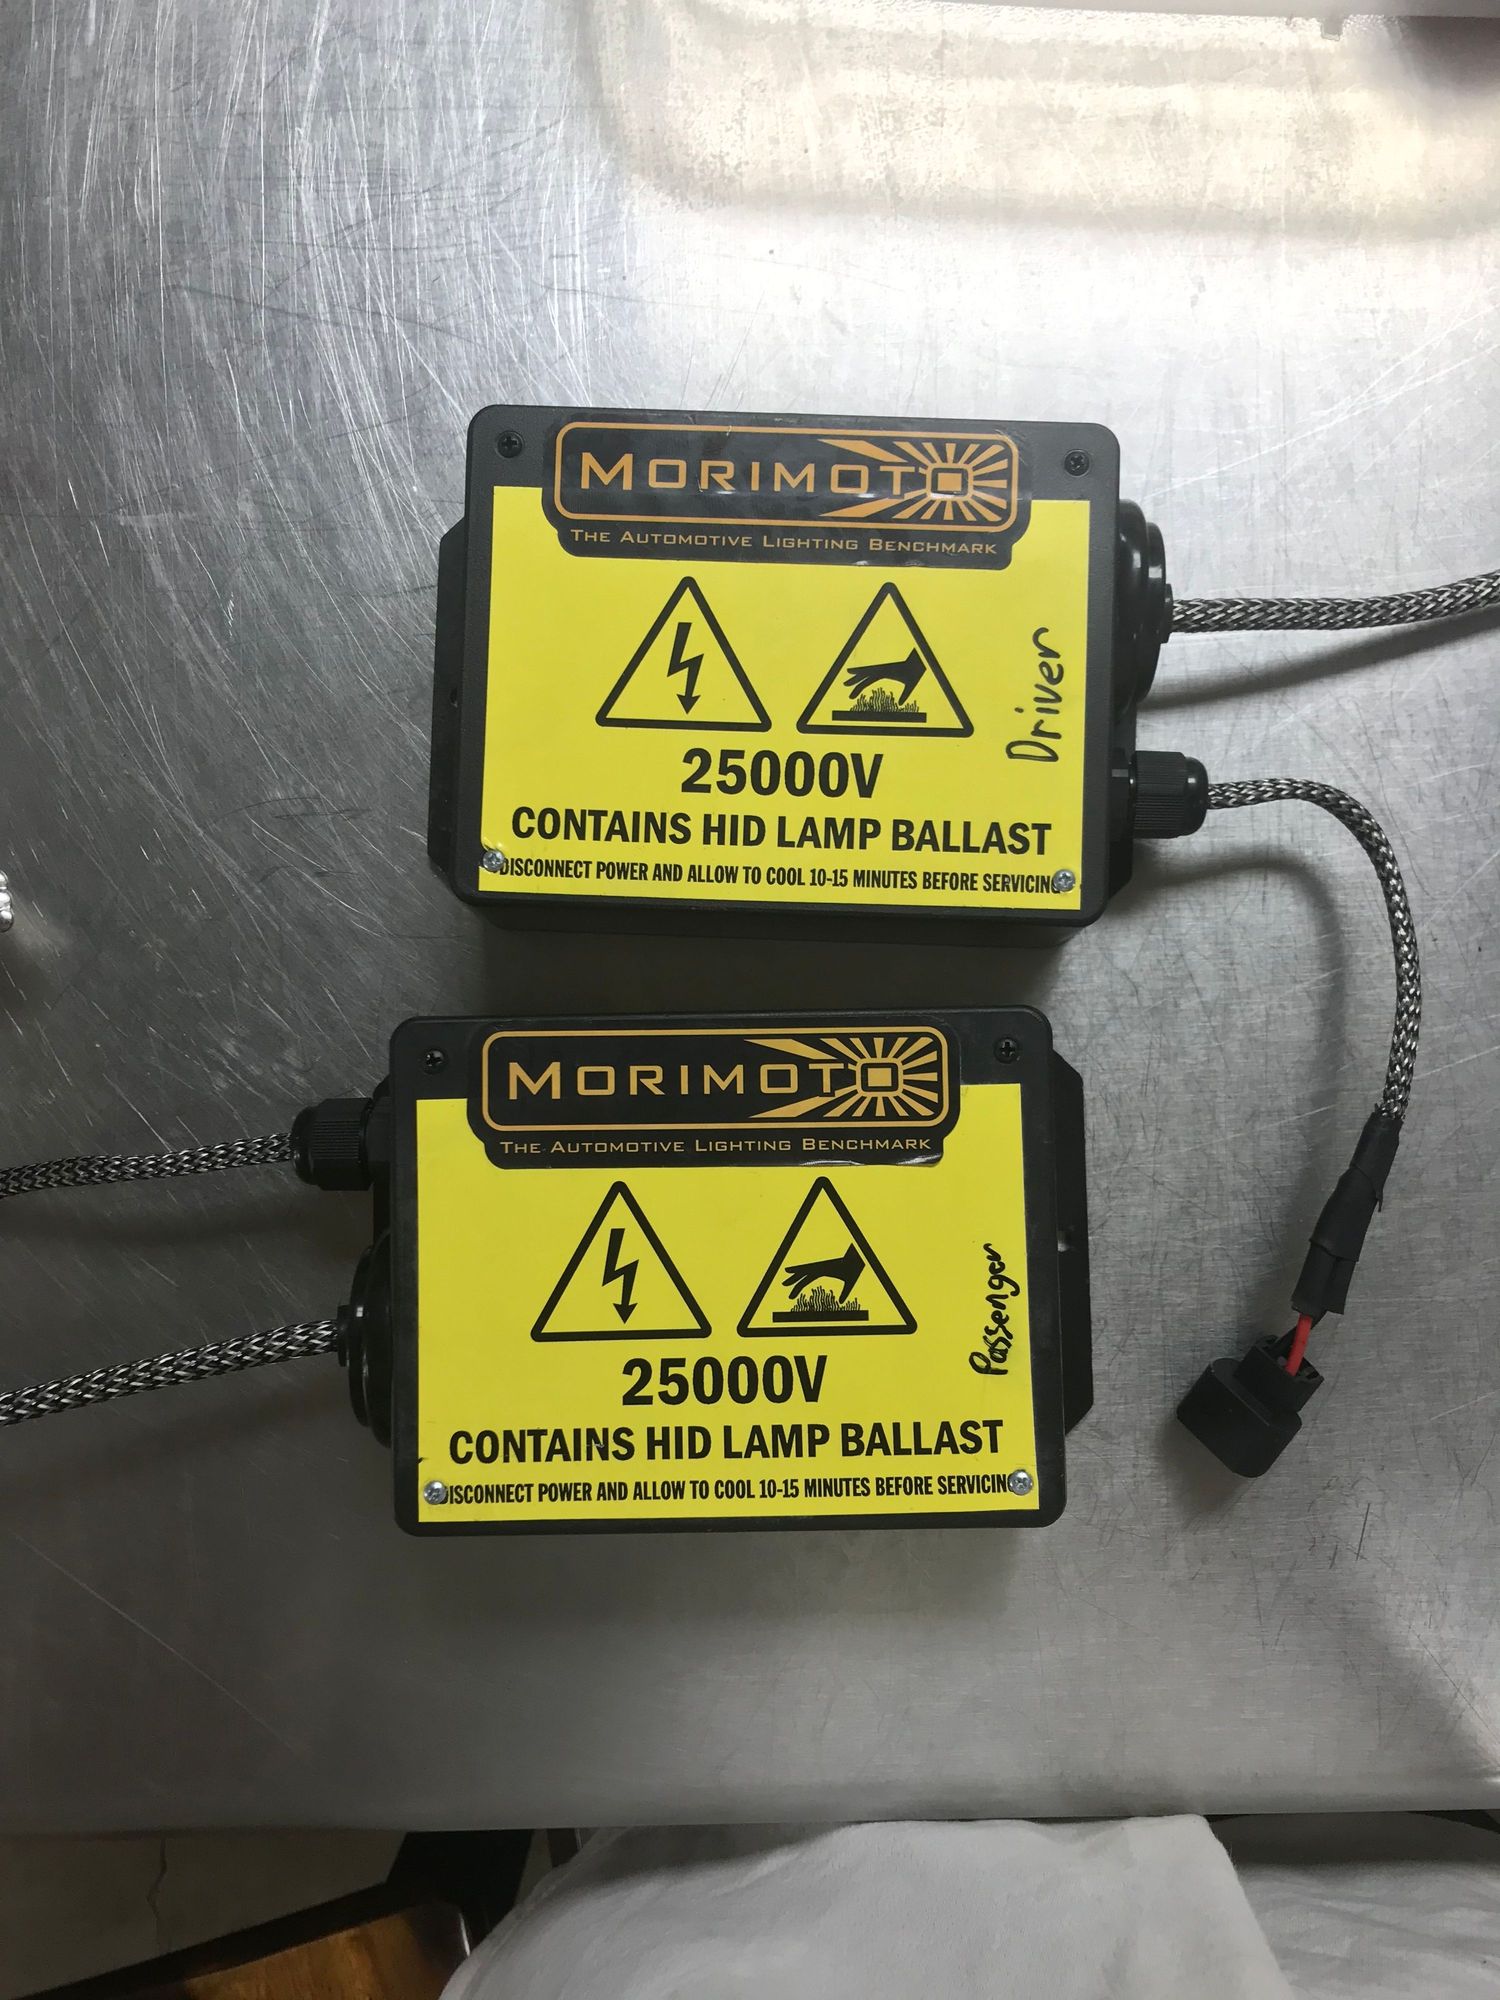 MORIMOTO
THE AUTOMOTIVE LIGHTING BENCHMARK
Driver
25000V
CONTAINS HID LAMP BALLAST
DISCONNECT POWER AND ALLOW TO COOL 10-15 MINUTES BEFORE SERVICING
MORIMOTO
THE AUTOMOTIVE LIGHTING BENCHMARK
Passenger
25000V
CONTAINS HID LAMP BALLAST
DISCONNECT POWER AND ALLOW TO COOL 10-15 MINUTES BEFORE SERVICING